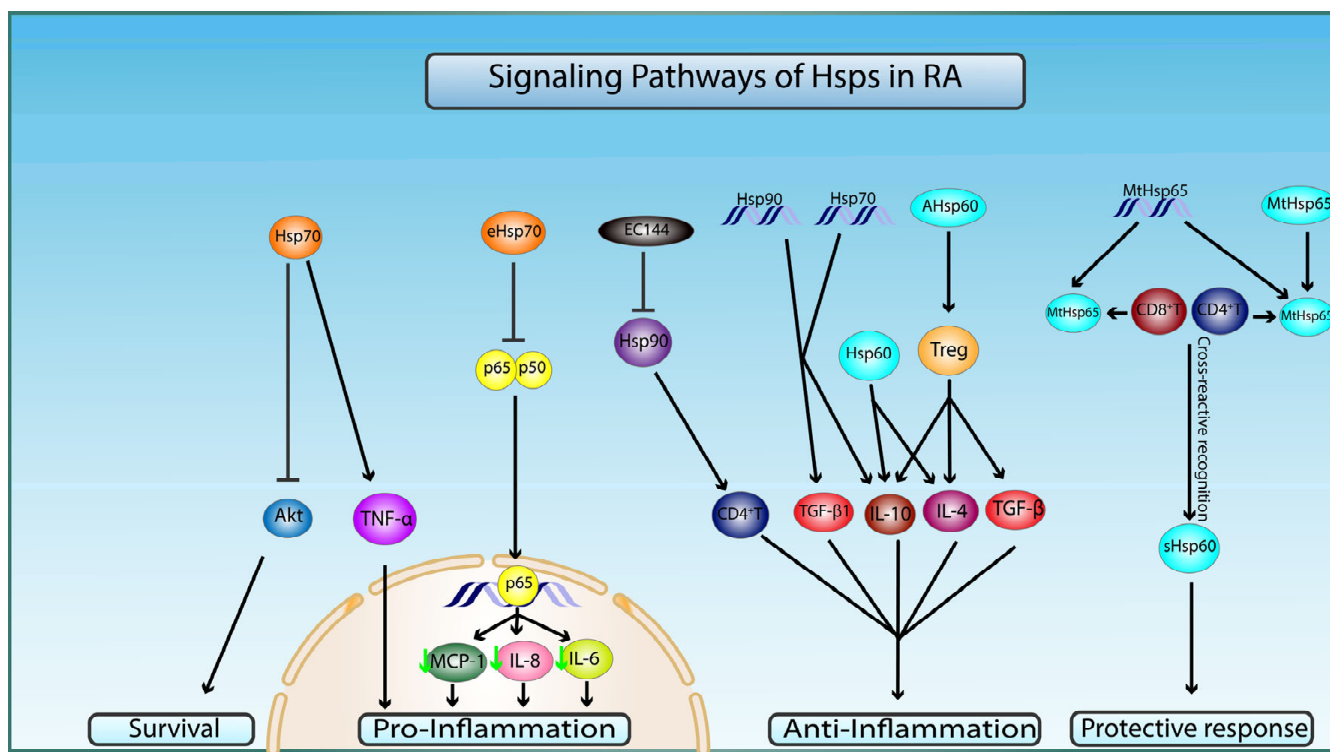 Signaling Pathways of Hsps in RA
Hsp90
Hsp70
AHsp60
MtHsp65
MtHsp65
Hsp70
eHsp70
EC144
MtHsp65
CD8⁺T
CD4⁺T
MtHsp65
Hsp90
Hsp60
Treg
p65
p50
Cross-reactive recognition
Akt
TNF-α
CD4⁺T
TGF-β1
IL-10
IL-4
TGF-β
sHsp60
p65
MCP-1
IL-8
IL-6
Survival
Pro-Inflammation
Anti-Inflammation
Protective response